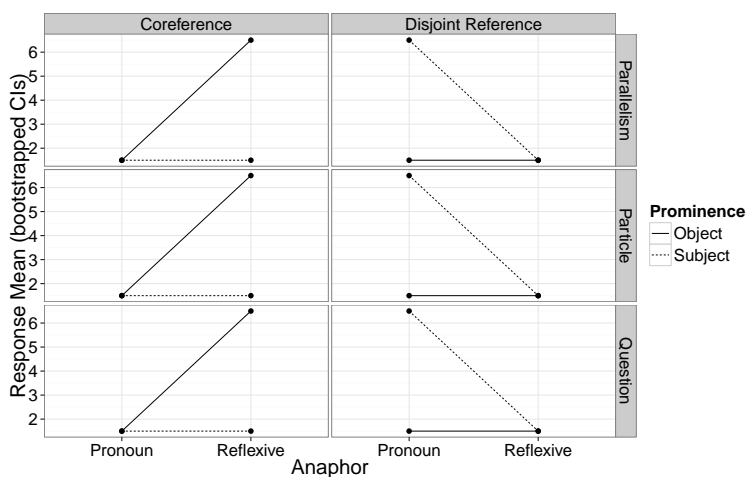 Coreference Disjoint Reference
Response Mean (bootstrapped CIs)
6
5
4
3
2
Parallelism
6
5
4
3
2
Particle
6
5
4
3
2
Question
Pronoun Reflexive Pronoun Reflexive
Anaphor
Prominence
Object
Subject